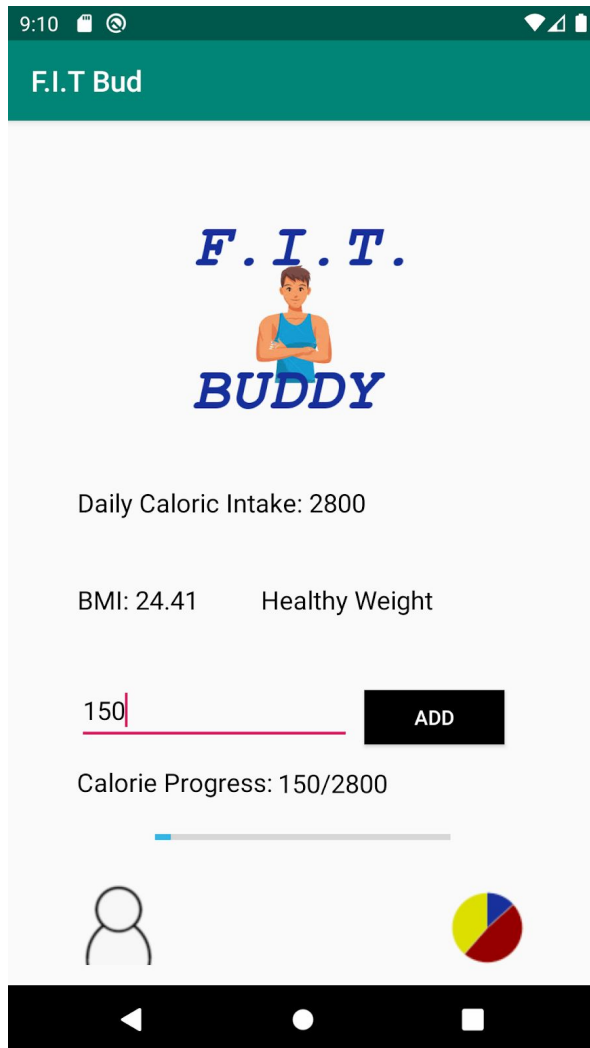 9:10
F.I.T Bud
F.I.T.
BUDDY
Daily Caloric Intake: 2800
BMI: 24.41 Healthy Weight
150 ADD
Calorie Progress: 150/2800